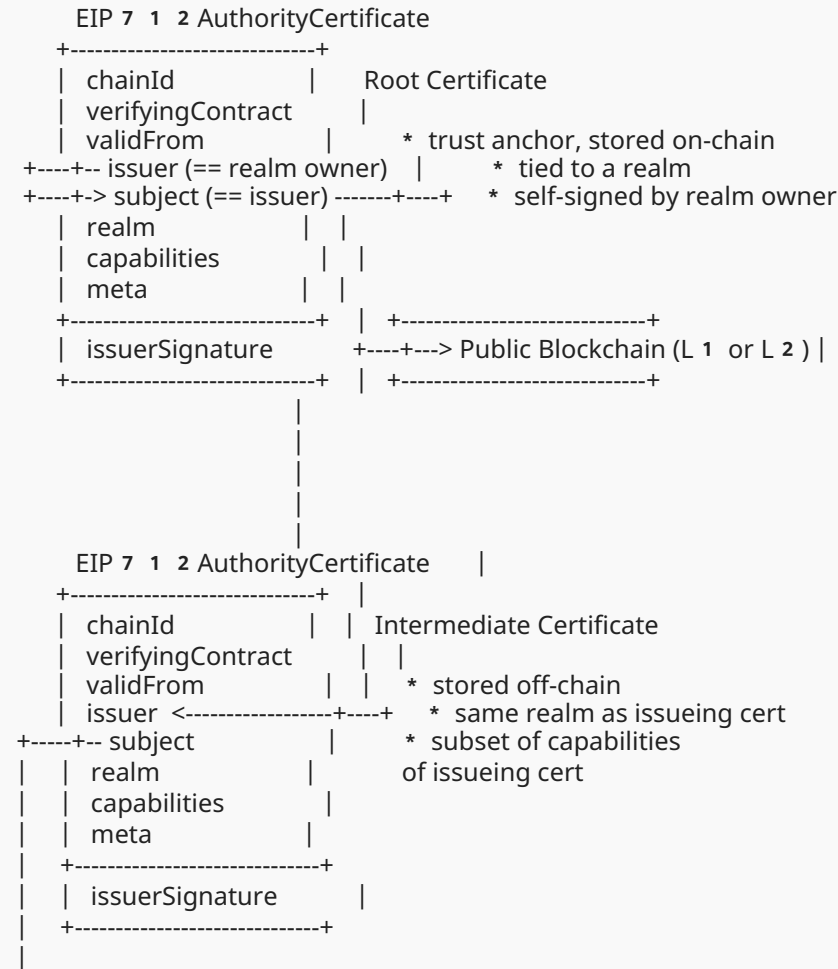 EIP 7 1 2 AuthorityCertificate
+------------------------------+
| chainId | Root Certificate
| verifyingContract |
| validFrom | * trust anchor, stored on-chain
+----+-- issuer (== realm owner) | * tied to a realm
+----+-> subject (== issuer) -------+----+ * self-signed by realm owner
| realm | |
| capabilities | |
| meta | |
+------------------------------+ | +------------------------------+
| issuerSignature +----+---> Public Blockchain (L 1 or L 2 ) |
+------------------------------+ | +------------------------------+
|
|
|
|
|
EIP 7 1 2 AuthorityCertificate |
+------------------------------+ |
| chainId | | Intermediate Certificate
| verifyingContract | |
| validFrom | | * stored off-chain
| issuer <------------------+----+ * same realm as issueing cert
+-----+-- subject | * subset of capabilities
| | realm | of issueing cert
| | capabilities |
| | meta |
| +------------------------------+
| | issuerSignature |
| +------------------------------+
|